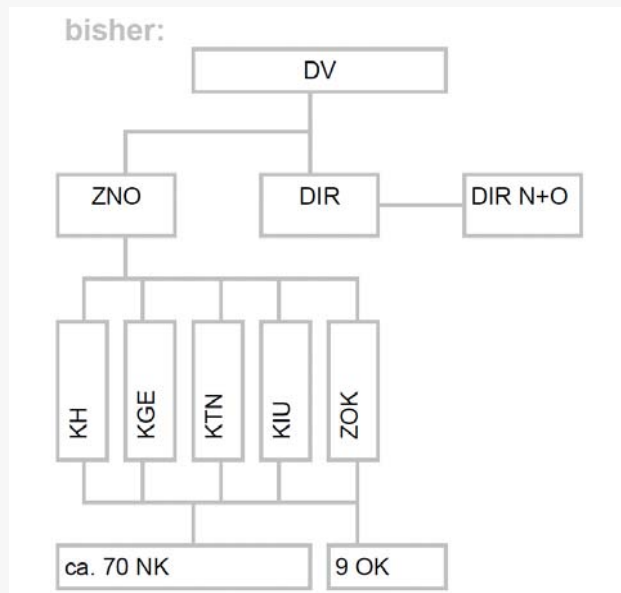 bisher:
DV
ZNO
DIR
DIR N+O
KH
KGE
KTN
KIU
ZOK
ca. 70 NK
9 OK